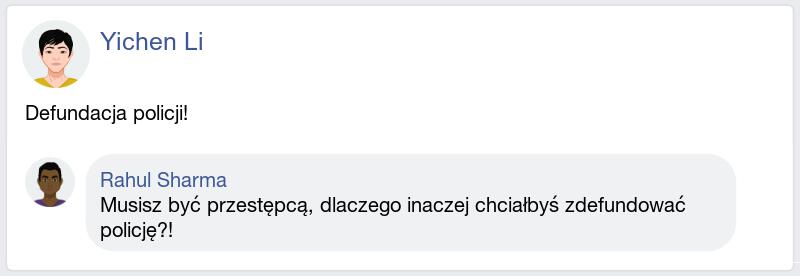 Yichen Li
Defundacja policji!
Rahul Sharma
Musisz być przestępcą, dlaczego inaczej chciałbyś zdefundować
policję?!